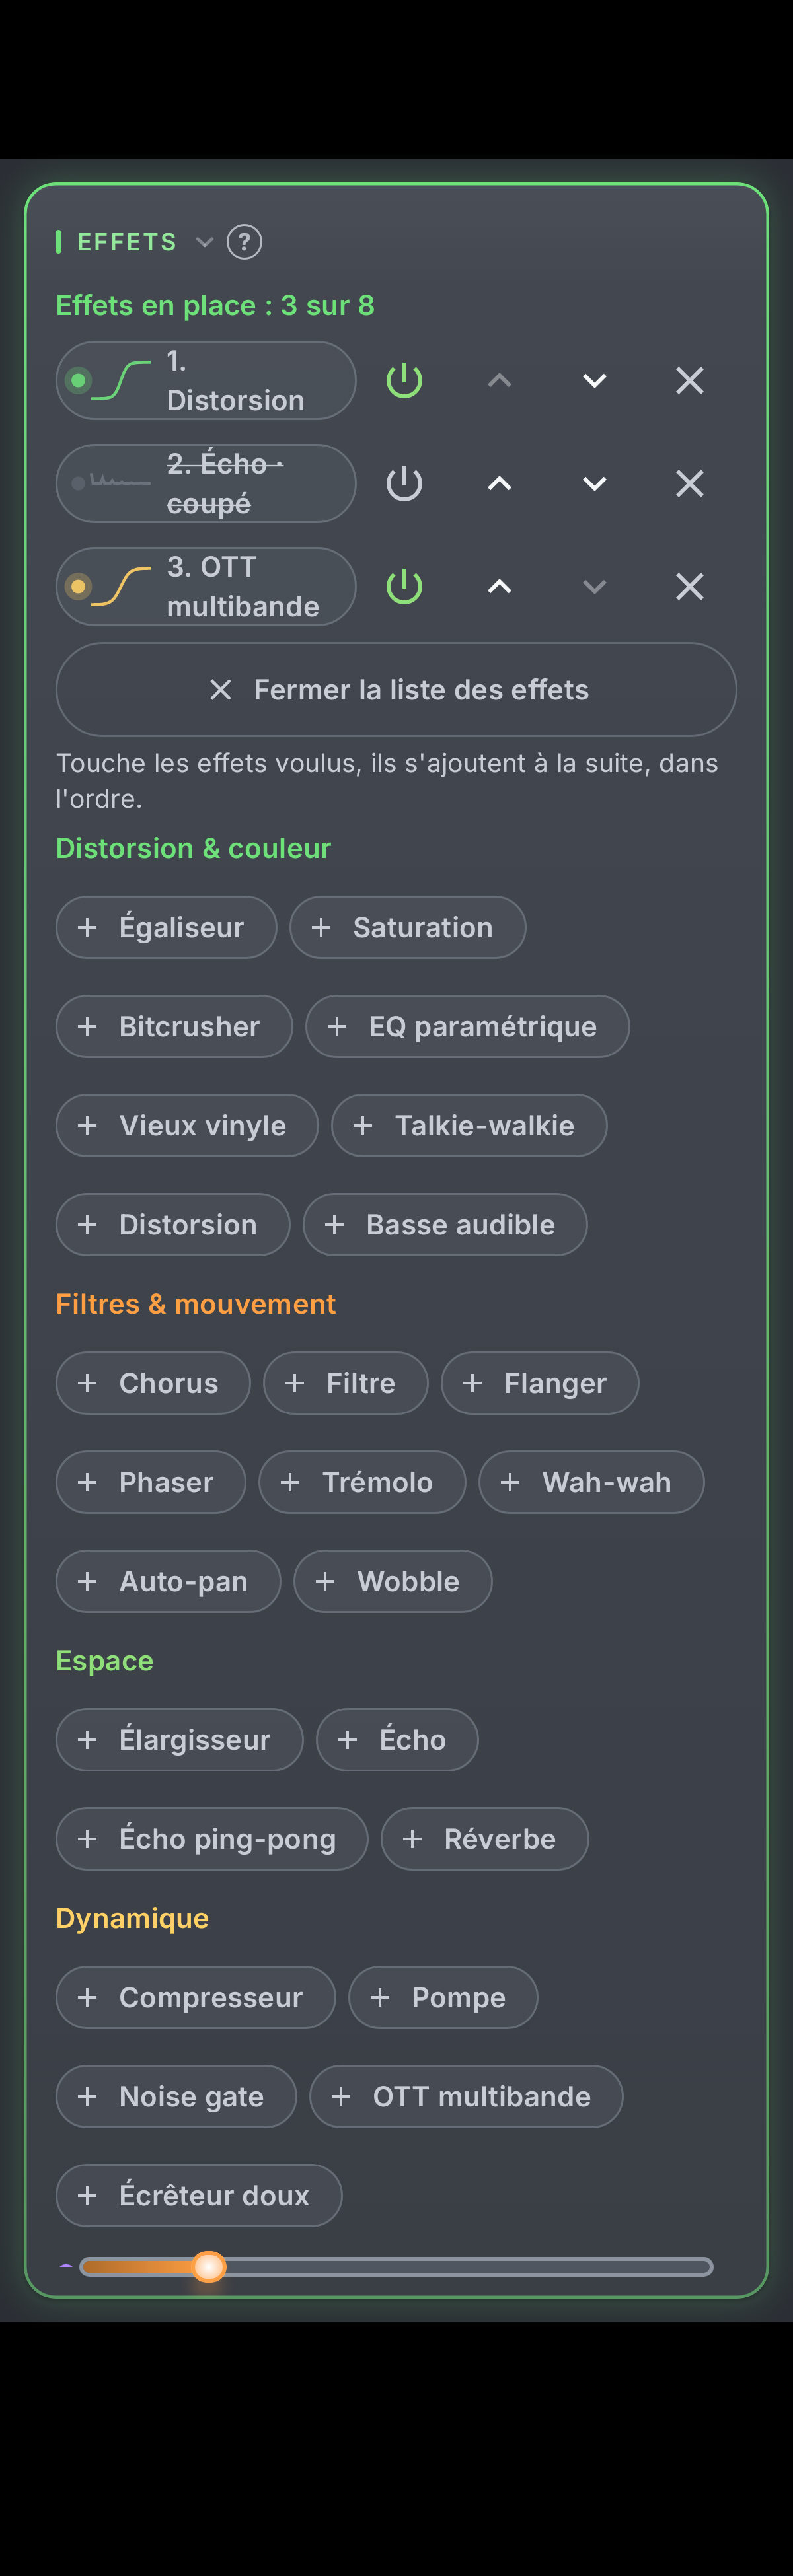 EFFETS ?
Effets en place : 3 sur 8
1.
Distorsion
2. Écho ·
coupé
3. OTT
multibande
Fermer la liste des effets
Touche les effets voulus, ils s'ajoutent à la suite, dans
l'ordre.
Distorsion & couleur
+ Égaliseur + Saturation
+ Bitcrusher + EQ paramétrique
+ Vieux vinyle + Talkie-walkie
+ Distorsion + Basse audible
Filtres & mouvement
+ Chorus + Filtre + Flanger
+ Phaser + Trémolo + Wah-wah
+ Auto-pan + Wobble
Espace
+ Élargisseur + Écho
+ Écho ping-pong + Réverbe
Dynamique
+ Compresseur + Pompe
+ Noise gate + OTT multibande
+ Écrêteur doux